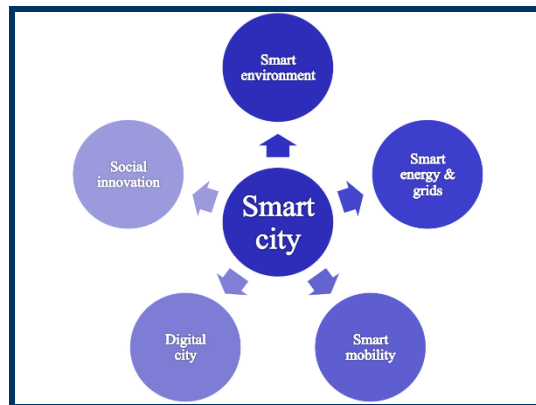 Smart
environment
Social
innovation
Smart
energy &
grids
Smart
city
Digital
city
Smart
mobility